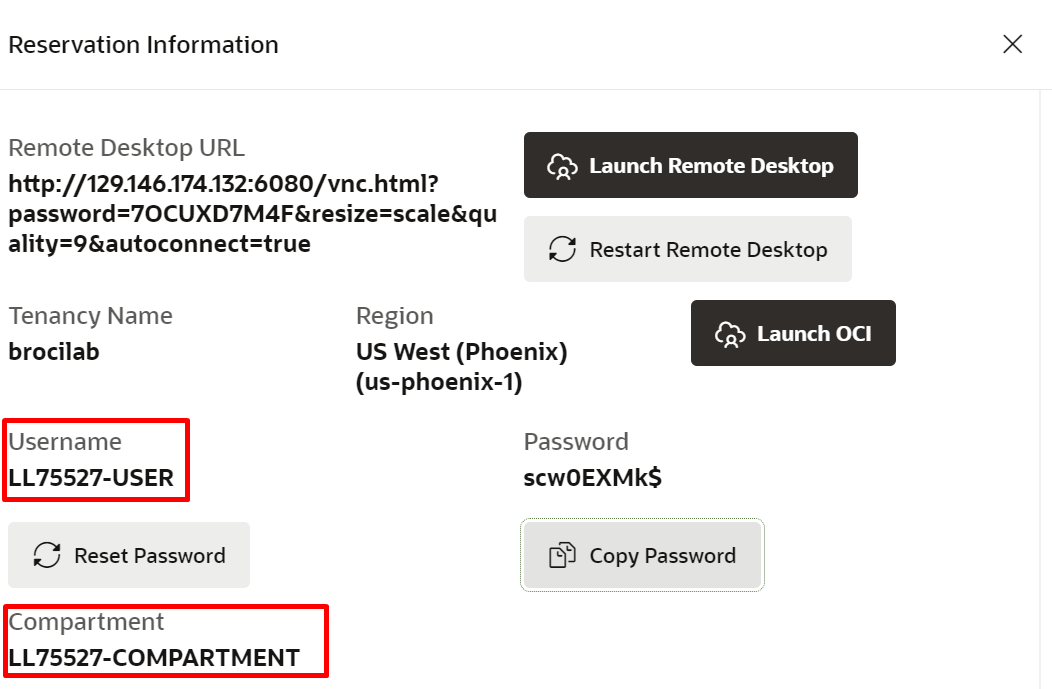 Reservation Information
Remote Desktop URL
http://129.146.174.132:6080/vnc.html?
password=7OCUXD7M4F&resize=scale&qu
ality=9&autoconnect=true
Launch Remote Desktop
Restart Remote Desktop
Tenancy Name
brocilab
Region
US West (Phoenix)
(us-phoenix-1)
Launch OCI
Username
LL75527-USER
Password
scw0EXMk$
Reset Password
Copy Password
Compartment
LL75527-COMPARTMENT